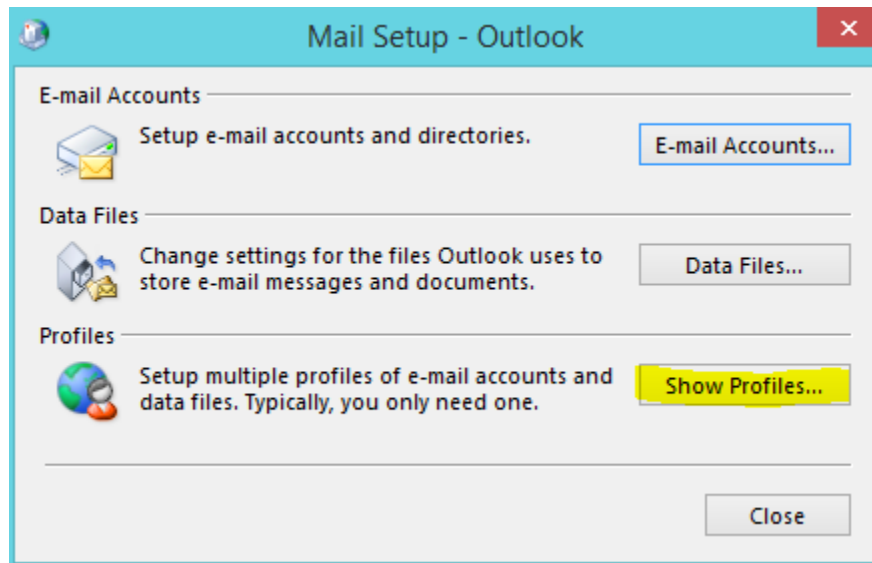 Mail Setup - Outlook
E-mail Accounts
Setup e-mail accounts and directories.
E-mail Accounts...
Data Files
Change settings for the files Outlook uses to
store e-mail messages and documents.
Data Files...
Profiles
Setup multiple profiles of e-mail accounts and
data files. Typically, you only need one.
Show Profiles...
Close